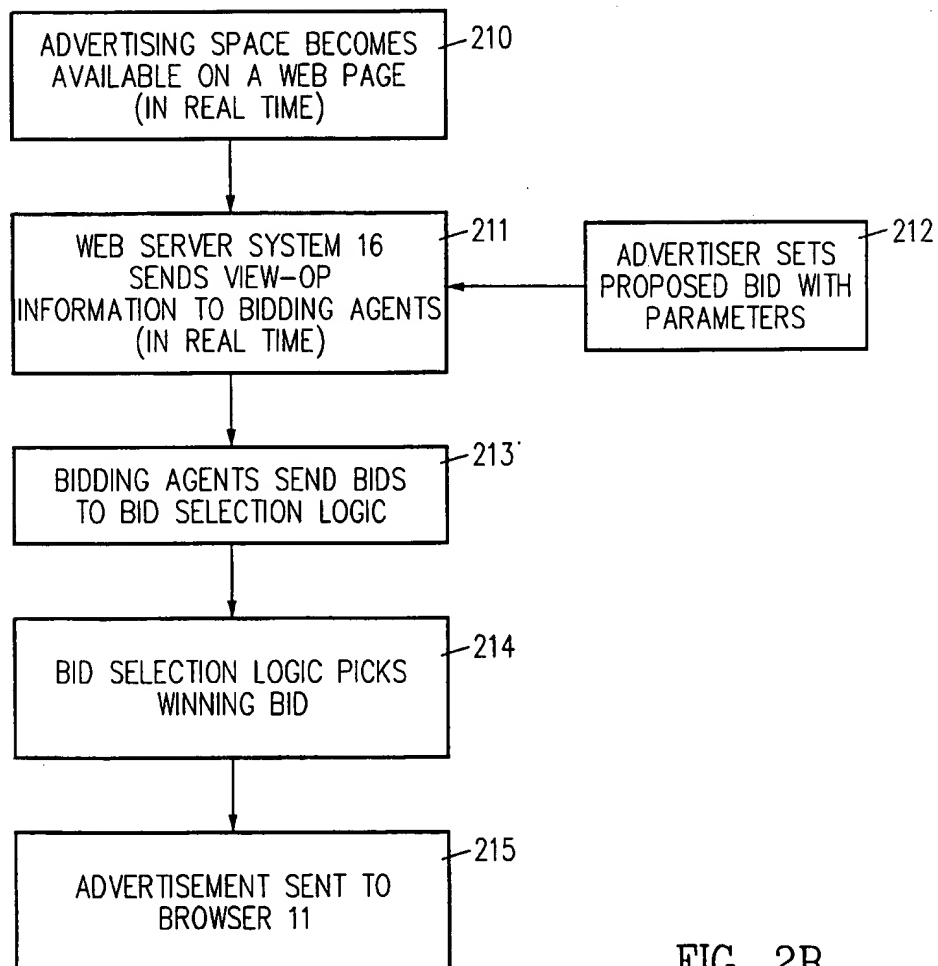 ADVERTISING SPACE BECOMES
AVAILABLE ON A WEB PAGE
(IN REAL TIME)
210
WEB SERVER SYSTEM 16
SENDS VIEW-OP
INFORMATION TO BIDDING AGENTS
(IN REAL TIME)
211
ADVERTISER SETS
PROPOSED BID WITH
PARAMETERS
212
BIDDING AGENTS SEND BIDS
TO BID SELECTION LOGIC
213
BID SELECTION LOGIC PICKS
WINNING BID
214
ADVERTISEMENT SENT TO
BROWSER 11
215
FIG. 2B